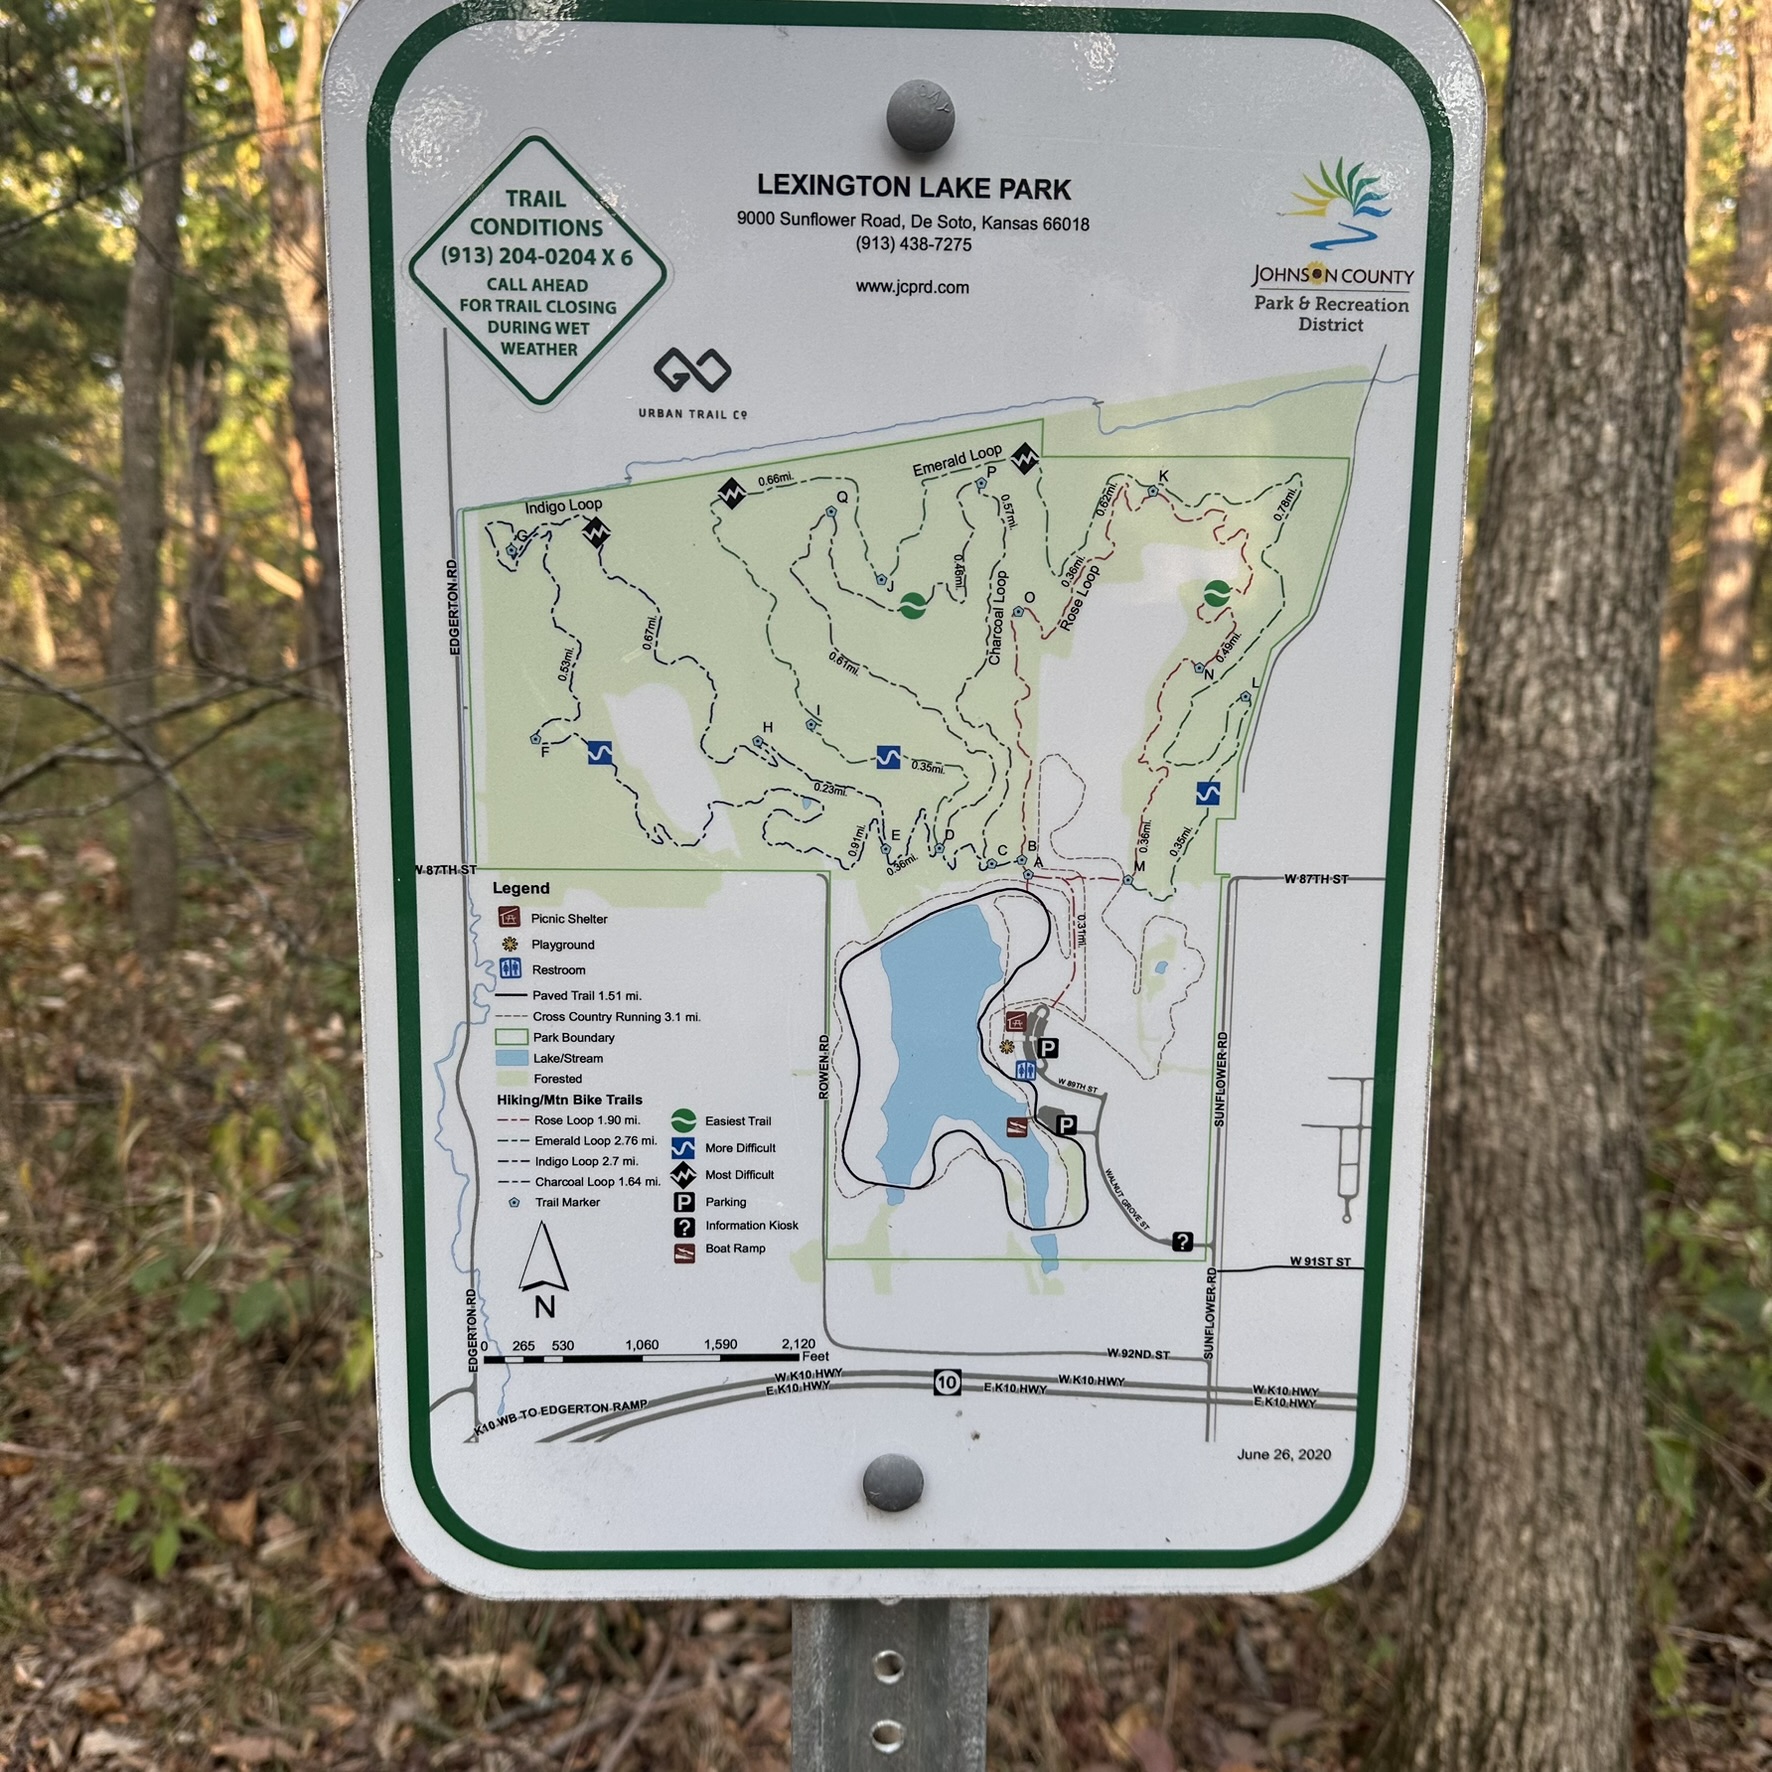 LEXINGTON LAKE PARK
9000 Sunflower Road, De Soto, Kansas 66018
(913) 438-7275
www.jcprd.com
TRAIL
CONDITIONS
(913) 204-0204 X 6
CALL AHEAD
FOR TRAIL CLOSING
DURING WET
WEATHER
GO
URBAN TRAIL CO
JOHNSON COUNTY
Park & Recreation
District
Emerald Loop
P
0.66mi.
Q
K
0.62mi.
0.78mi.
0.57mi.
Indigo Loop
G
EDGERTON RD
J
0.46mi.
0.36mi.
Rose Loop
O
Charcoal Loop
0.53mi.
0.67mi.
0.61mi.
0.49mi.
N
L
I
H
F
0.35mi.
0.23mi.
0.91mi.
E
0.36mi.
D
C
B
A
0.36mi.
0.35mi.
M
W 87TH ST
W 87TH ST
0.31mi.
Legend
Picnic Shelter
Playground
Restroom
Paved Trail 1.51 mi.
Cross Country Running 3.1 mi.
Park Boundary
Lake/Stream
Forested
Hiking/Mtn Bike Trails
Rose Loop 1.90 mi.
Emerald Loop 2.76 mi.
Indigo Loop 2.7 mi.
Charcoal Loop 1.64 mi.
Trail Marker
Easiest Trail
More Difficult
Most Difficult
P Parking
? Information Kiosk
Boat Ramp
ROWEN RD
P
W 89TH ST
P
WALNUT GROVE ST
?
SUNFLOWER RD
W 91ST ST
N
EDGERTON RD
SUNFLOWER RD
0 265 530 1,060 1,590 2,120
Feet
W 92ND ST
W K10 HWY
E K10 HWY
10
W K10 HWY
E K10 HWY
W K10 HWY
E K10 HWY
K10 WB TO EDGERTON RAMP
June 26, 2020